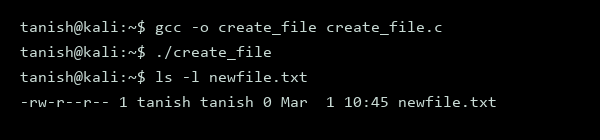 tanish@kali:~$ gcc -o create_file create_file.c
tanish@kali:~$ ./create_file
tanish@kali:~$ ls -l newfile.txt
-rw-r--r-- 1 tanish tanish 0 Mar  1 10:45 newfile.txt